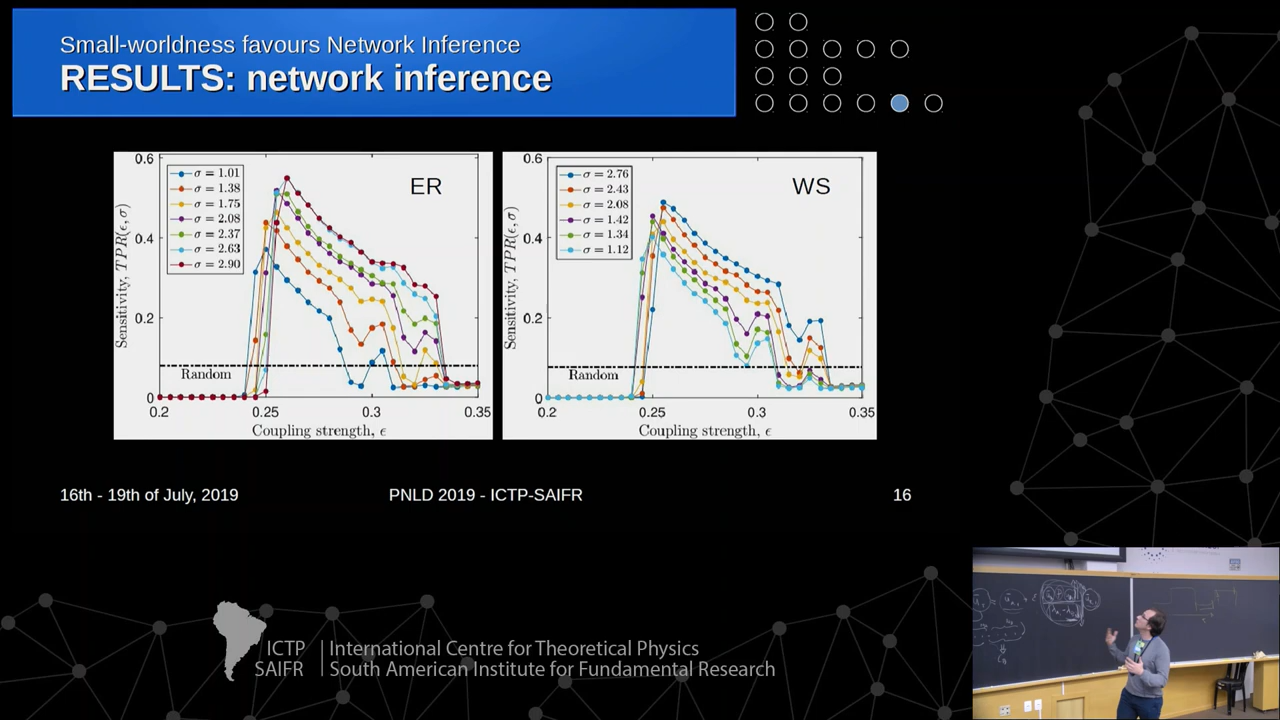 Small-worldness favours Network Inference
RESULTS: network inference
0.6
0.4
0.2
0
Sensitivity, TPR(ϵ,σ)
σ = 1.01
σ = 1.38
σ = 1.75
σ = 2.08
σ = 2.37
σ = 2.63
σ = 2.90
ER
Random
0.2 0.25 0.3 0.35
Coupling strength, ϵ
0.6
0.4
0.2
0
Sensitivity, TPR(ϵ,σ)
σ = 2.76
σ = 2.43
σ = 2.08
σ = 1.42
σ = 1.34
σ = 1.12
WS
Random
0.2 0.25 0.3 0.35
Coupling strength, ϵ
16th - 19th of July, 2019 PNLD 2019 - ICTP-SAIFR 16
ICTP International Centre for Theoretical Physics
SAIFR South American Institute for Fundamental Research